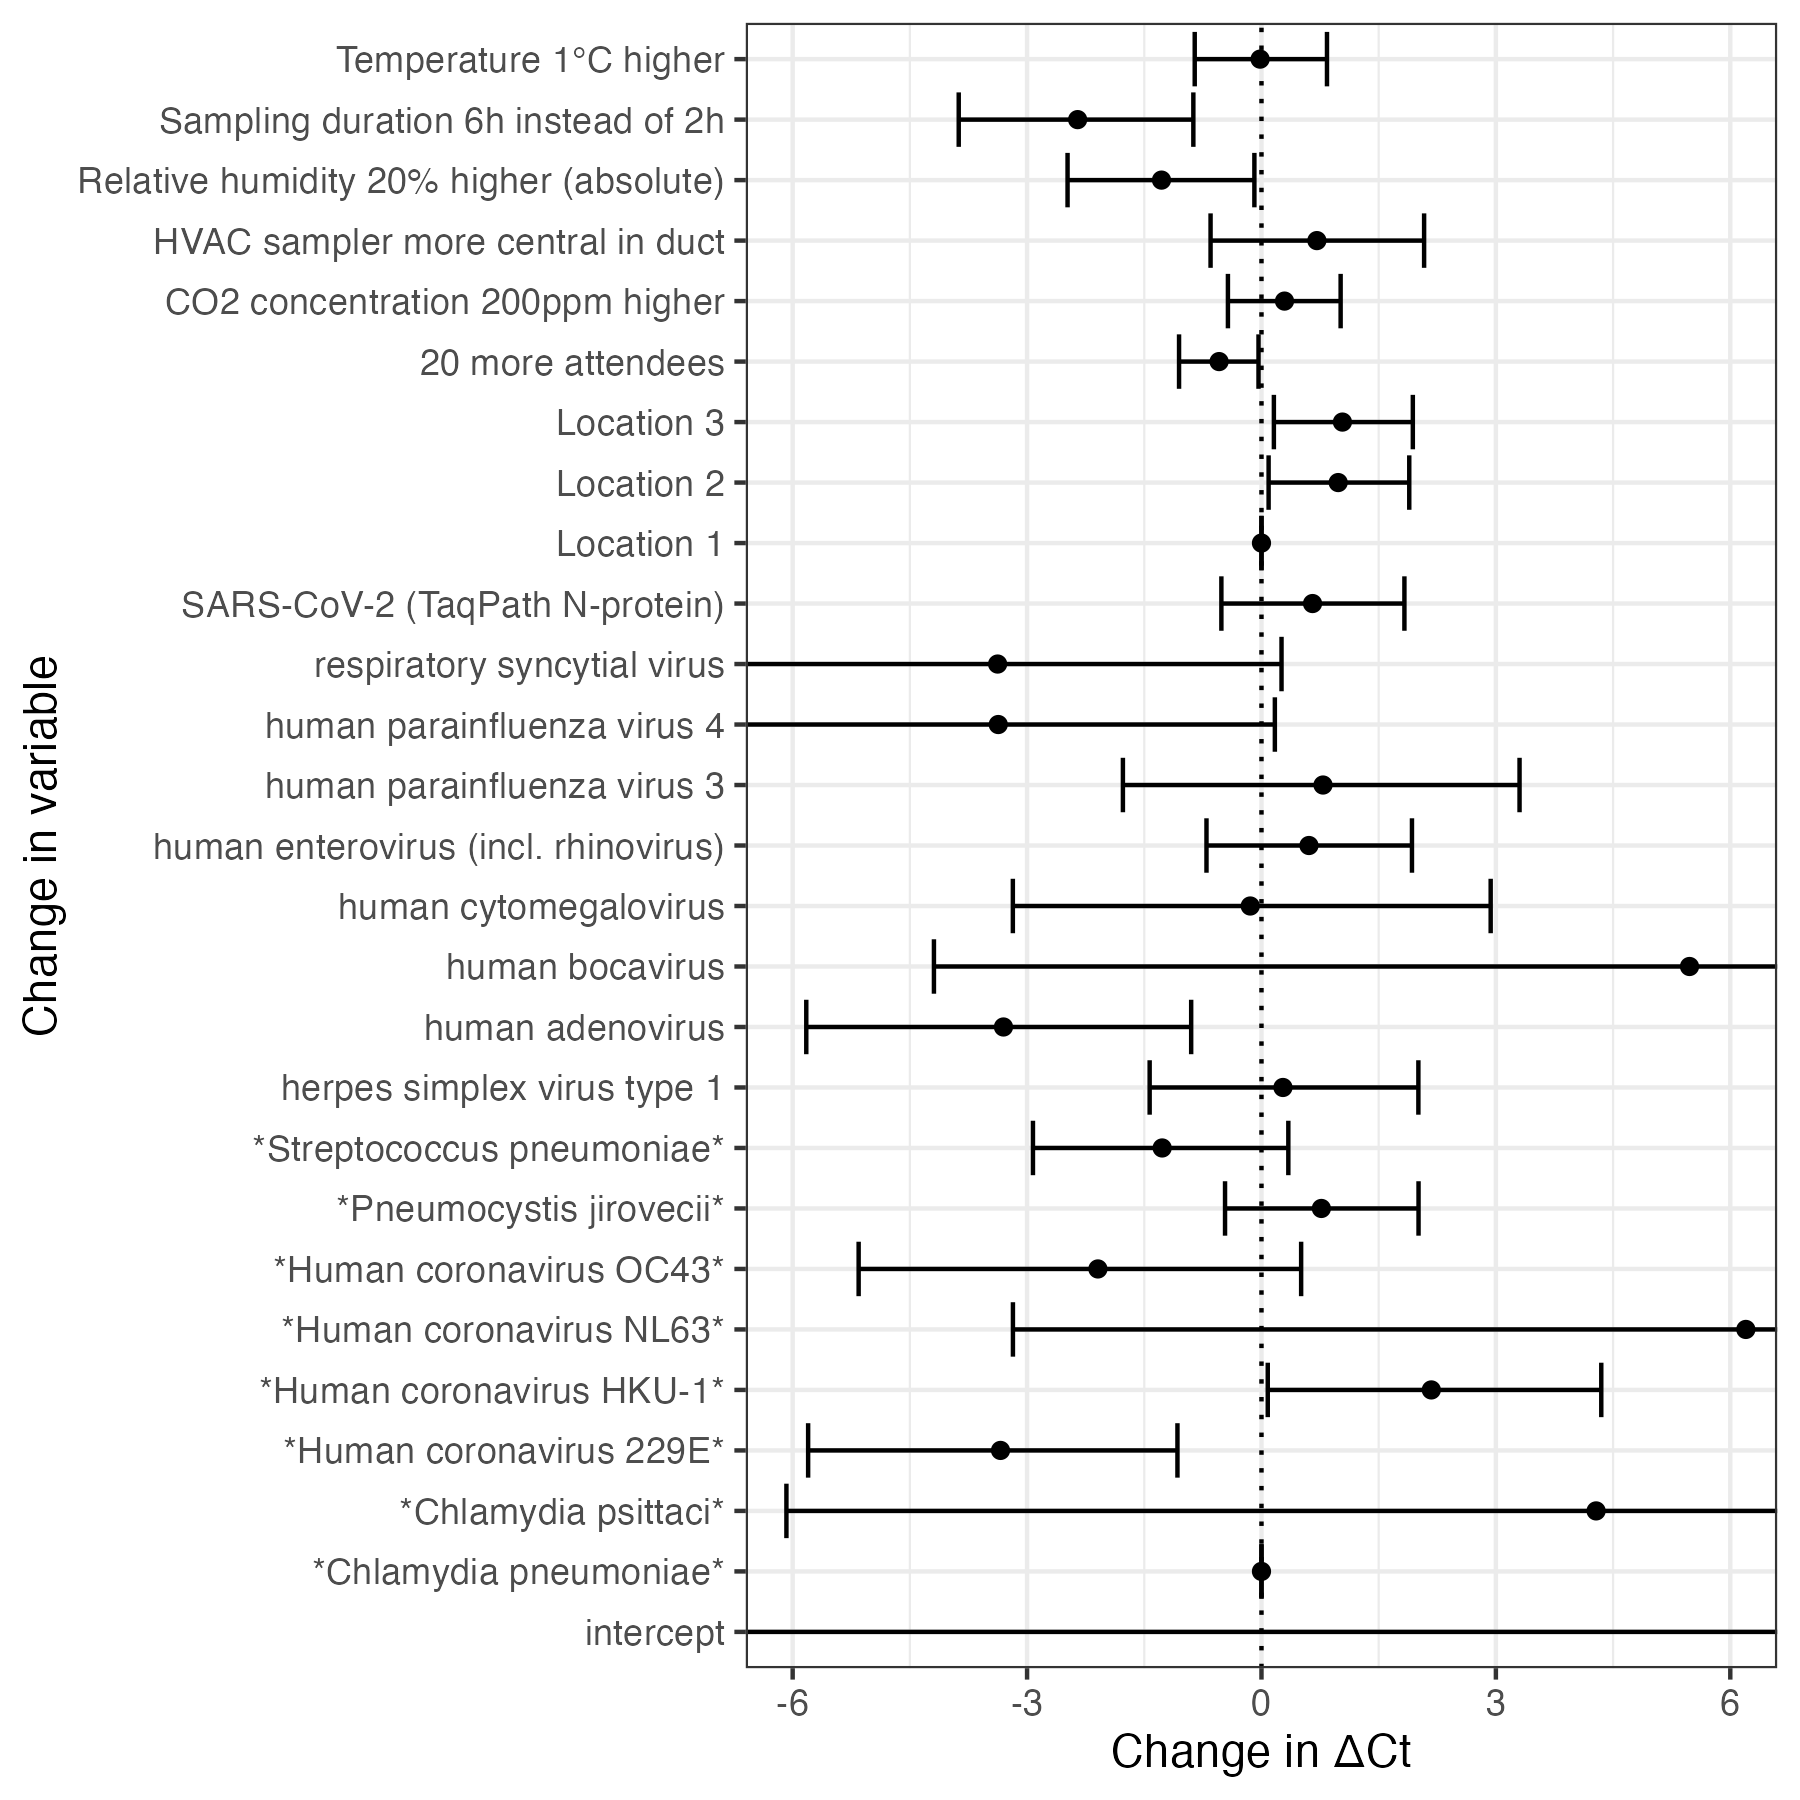 Temperature 1°C higher
Sampling duration 6h instead of 2h
Relative humidity 20% higher (absolute)
HVAC sampler more central in duct
CO2 concentration 200ppm higher
20 more attendees
Location 3
Location 2
Location 1
SARS-CoV-2 (TaqPath N-protein)
respiratory syncytial virus
human parainfluenza virus 4
human parainfluenza virus 3
human enterovirus (incl. rhinovirus)
human cytomegalovirus
human bocavirus
human adenovirus
herpes simplex virus type 1
*Streptococcus pneumoniae*
*Pneumocystis jirovecii*
*Human coronavirus OC43*
*Human coronavirus NL63*
*Human coronavirus HKU-1*
*Human coronavirus 229E*
*Chlamydia psittaci*
*Chlamydia pneumoniae*
intercept
Change in variable
-6 -3 0 3 6
Change in ΔCt